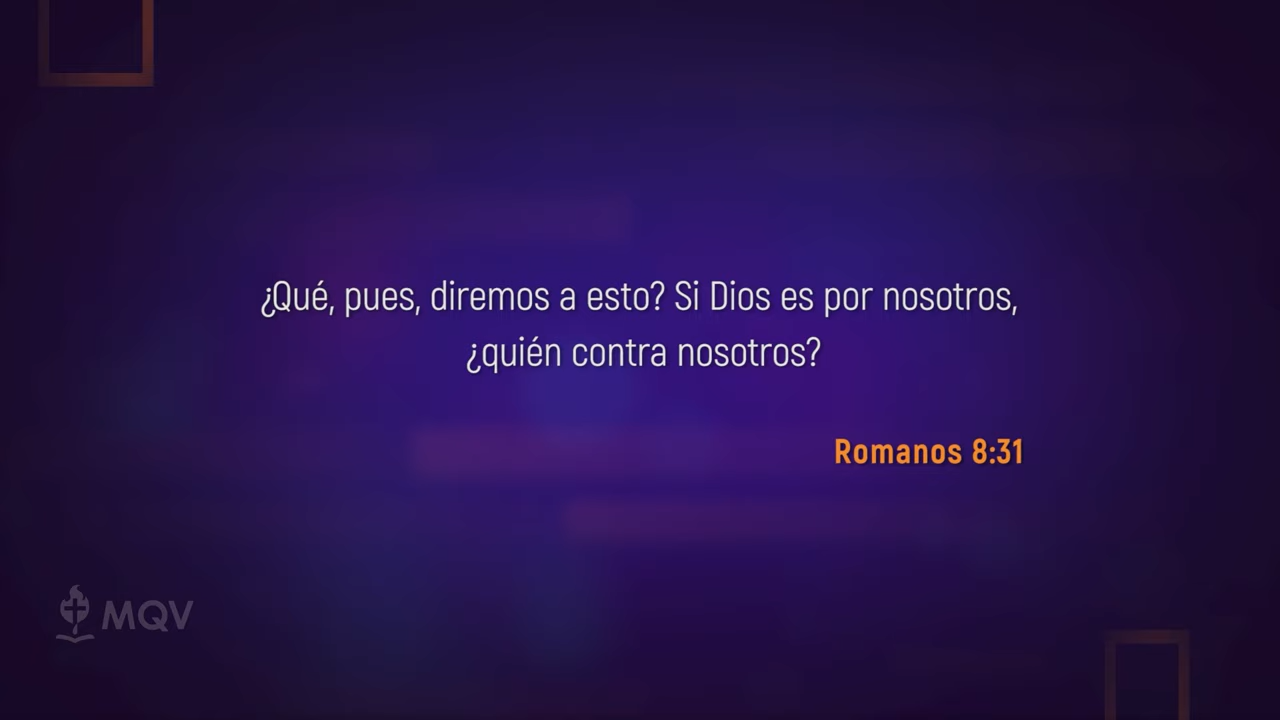 ¿Qué, pues, diremos a esto? Si Dios es por nosotros,
¿quién contra nosotros?
Romanos 8:31
MQV